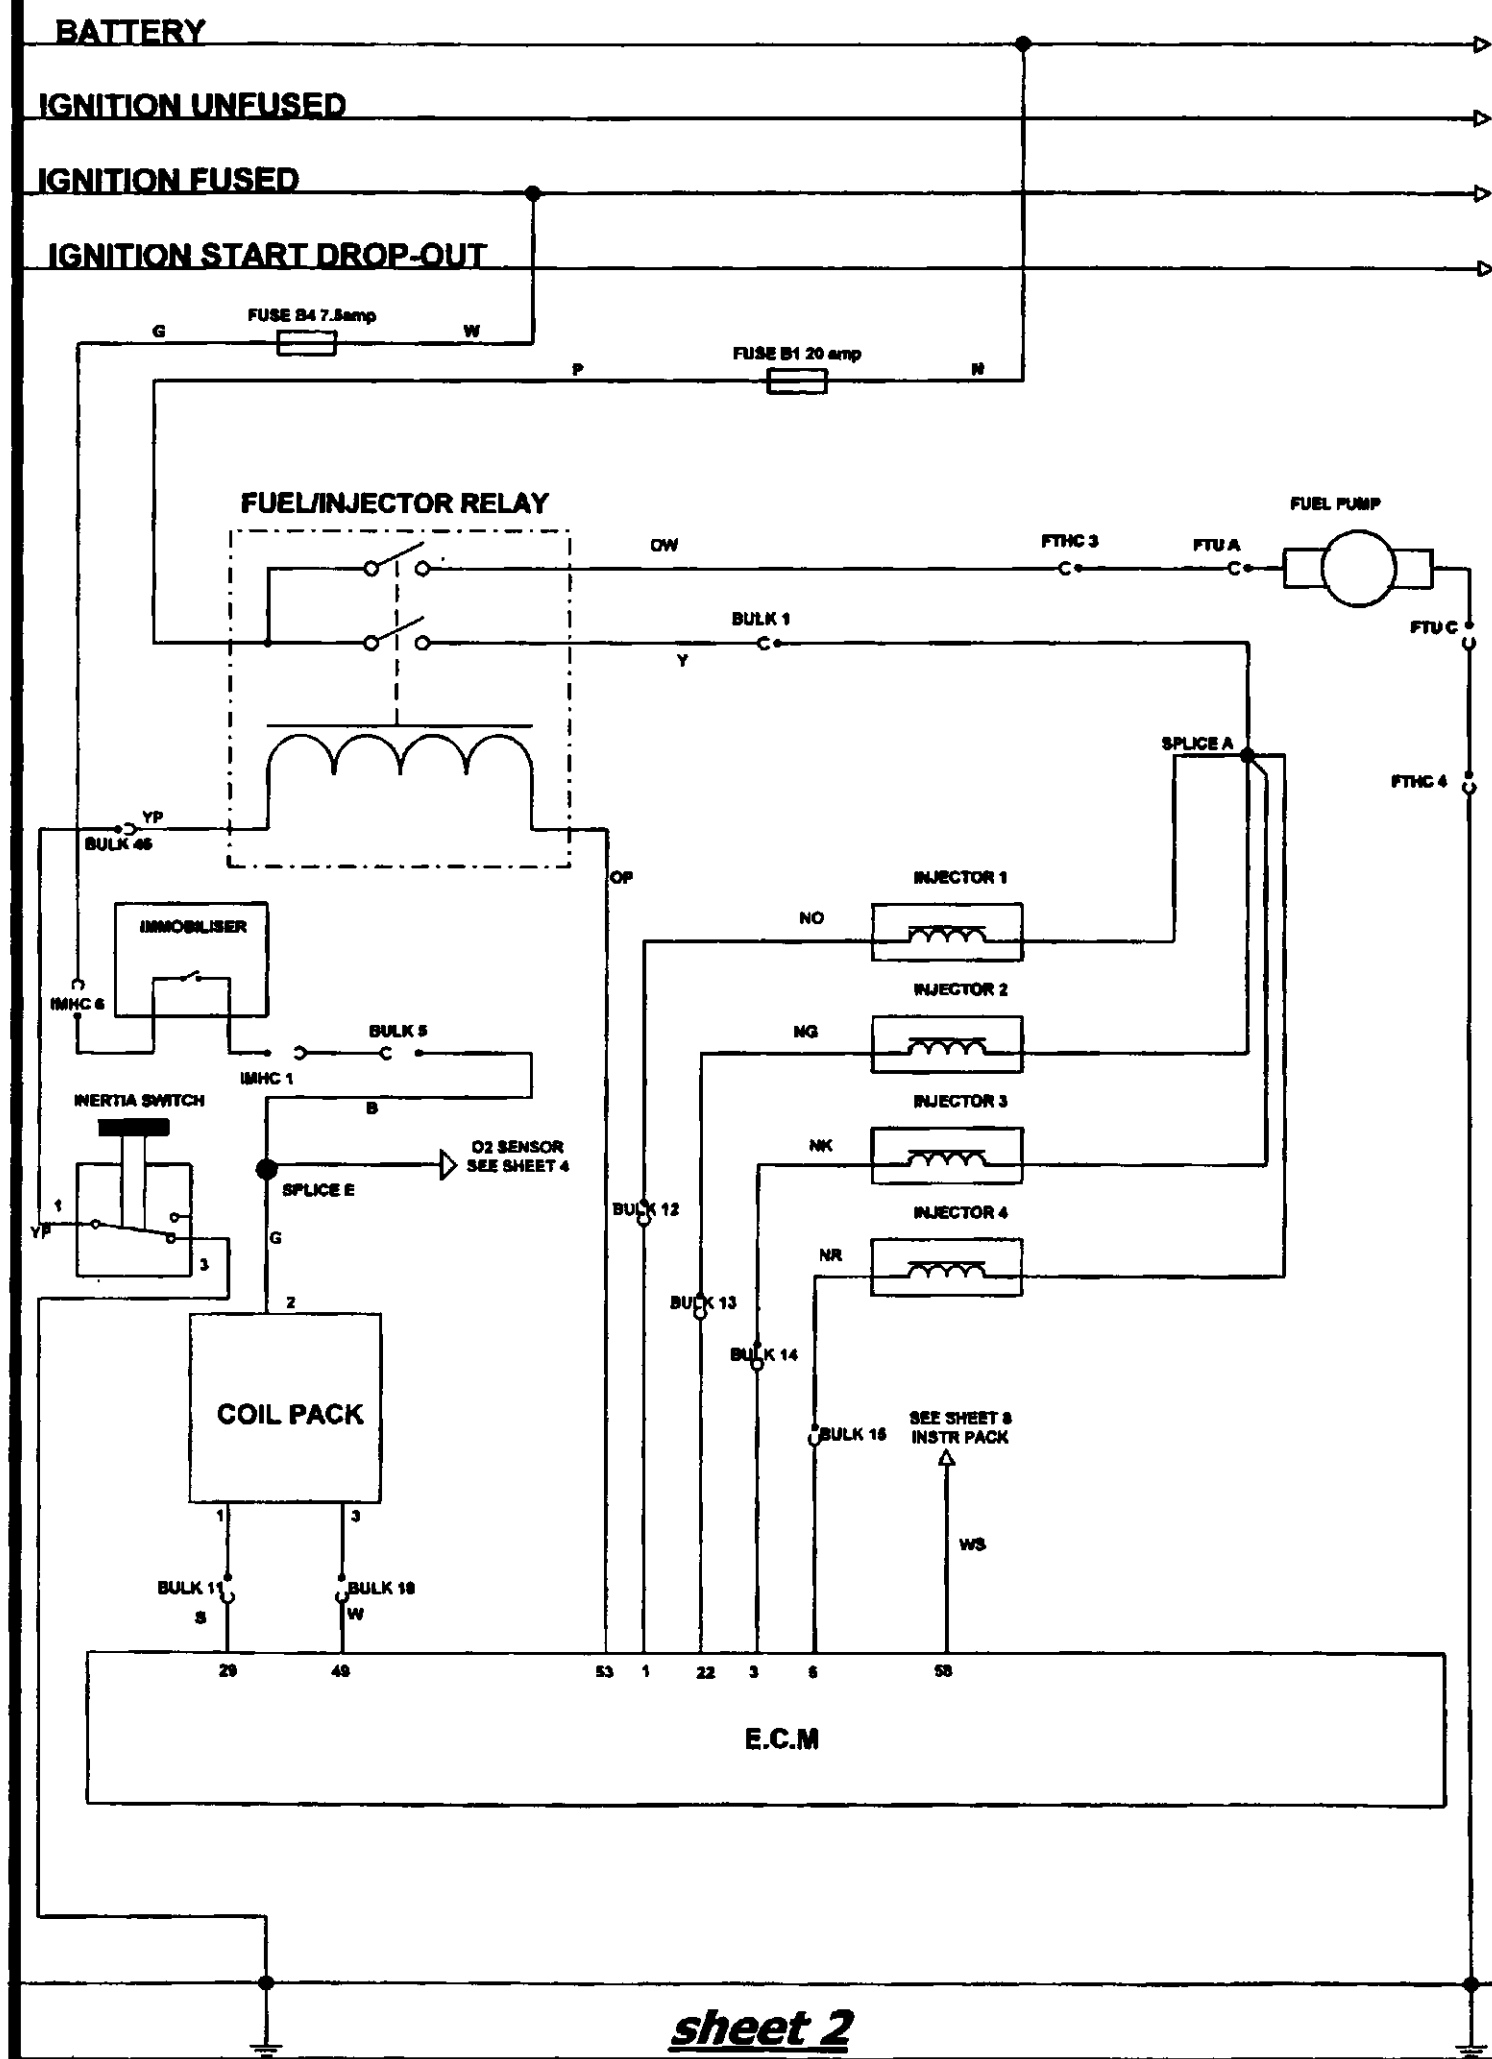 BATTERY
IGNITION UNFUSED
IGNITION FUSED
IGNITION START DROP-OUT
FUSE B4 7.5amp
G
W
FUSE B1 20 amp
P
N
FUEL/INJECTOR RELAY
FUEL PUMP
OW
FTHC 3
FTU A
BULK 1
FTU C
Y
SPLICE A
FTHC 4
YP
BULK 45
OP
INJECTOR 1
IMMOBILISER
NO
INJECTOR 2
IMHC 6
BULK 5
NG
IMHC 1
INERTIA SWITCH
B
INJECTOR 3
O2 SENSOR
SEE SHEET 4
NK
SPLICE E
1
BULK 12
INJECTOR 4
YP
G
3
NR
2
BULK 13
BULK 14
COIL PACK
SEE SHEET 8
INSTR PACK
BULK 15
1
3
WS
BULK 11
BULK 18
S
W
29
49
53
1
22
3
5
58
E.C.M
sheet 2